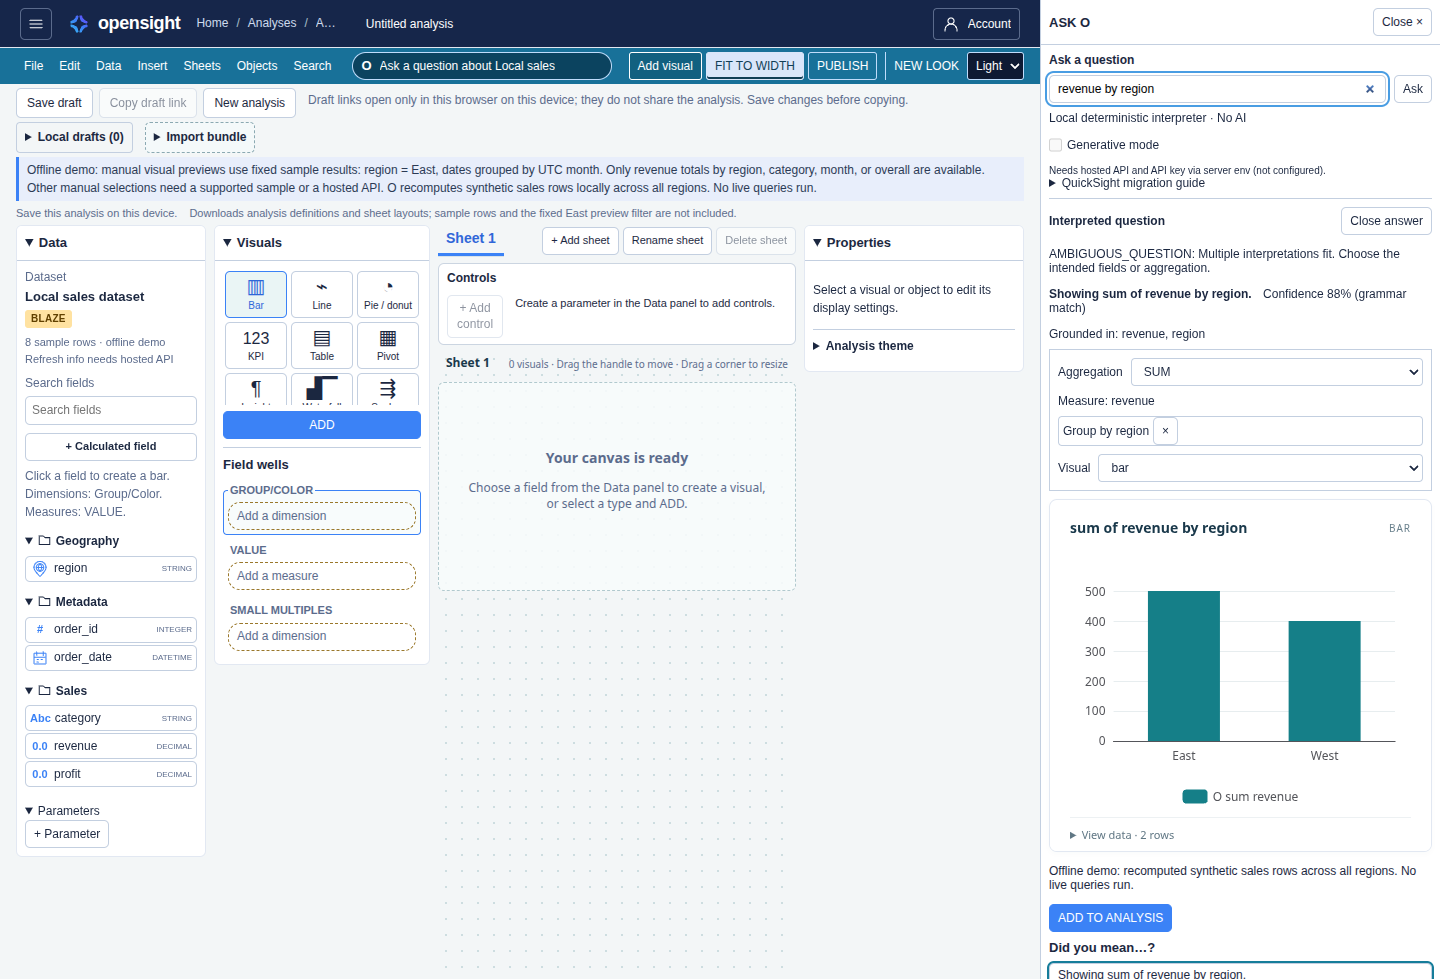 opensight
Home / Analyses / A…
Untitled analysis
Account
File Edit Data Insert Sheets Objects Search
O Ask a question about Local sales
Add visual
FIT TO WIDTH
PUBLISH
NEW LOOK
Light
Save draft
Copy draft link
New analysis
Draft links open only in this browser on this device; they do not share the analysis. Save changes before copying.
Local drafts (0)
Import bundle
Offline demo: manual visual previews use fixed sample results: region = East, dates grouped by UTC month. Only revenue totals by region, category, month, or overall are available.
Other manual selections need a supported sample or a hosted API. O recomputes synthetic sales rows locally across all regions. No live queries run.
Save this analysis on this device. Downloads analysis definitions and sheet layouts; sample rows and the fixed East preview filter are not included.
Data
Dataset
Local sales dataset
BLAZE
8 sample rows · offline demo
Refresh info needs hosted API
Search fields
Search fields
+ Calculated field
Click a field to create a bar.
Dimensions: Group/Color.
Measures: VALUE.
Geography
region STRING
Metadata
# order_id INTEGER
order_date DATETIME
Sales
Abc category STRING
0.0 revenue DECIMAL
0.0 profit DECIMAL
Parameters
+ Parameter
Visuals
Bar
Line
Pie / donut
123
KPI
Table
Pivot
ADD
Field wells
GROUP/COLOR
Add a dimension
VALUE
Add a measure
SMALL MULTIPLES
Add a dimension
Sheet 1
+ Add sheet
Rename sheet
Delete sheet
Controls
+ Add
control
Create a parameter in the Data panel to add controls.
Sheet 1
0 visuals · Drag the handle to move · Drag a corner to resize
Your canvas is ready
Choose a field from the Data panel to create a visual,
or select a type and ADD.
Properties
Select a visual or object to edit its
display settings.
Analysis theme
ASK O
Close ×
Ask a question
revenue by region
Ask
Local deterministic interpreter · No AI
Generative mode
Needs hosted API and API key via server env (not configured).
QuickSight migration guide
Interpreted question
Close answer
AMBIGUOUS_QUESTION: Multiple interpretations fit. Choose the
intended fields or aggregation.
Showing sum of revenue by region. Confidence 88% (grammar
match)
Grounded in: revenue, region
Aggregation SUM
Measure: revenue
Group by region ×
Visual bar
sum of revenue by region
BAR
500
400
300
200
100
0
East
West
O sum revenue
View data · 2 rows
Offline demo: recomputed synthetic sales rows across all regions. No
live queries run.
ADD TO ANALYSIS
Did you mean…?
Showing sum of revenue by region.